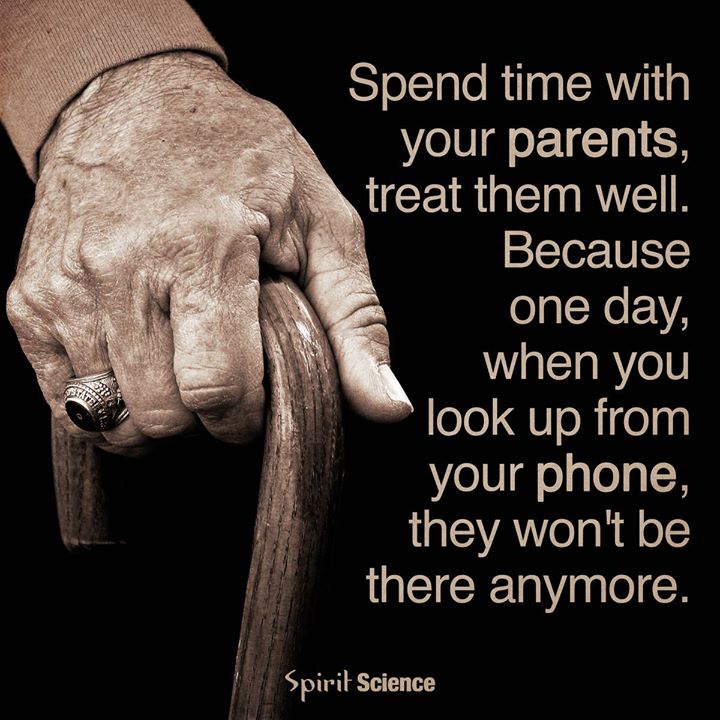 Spend time with
your parents,
treat them well.
Because
one day,
when you
look up from
your phone,
they won't be
there anymore.
Spirit Science